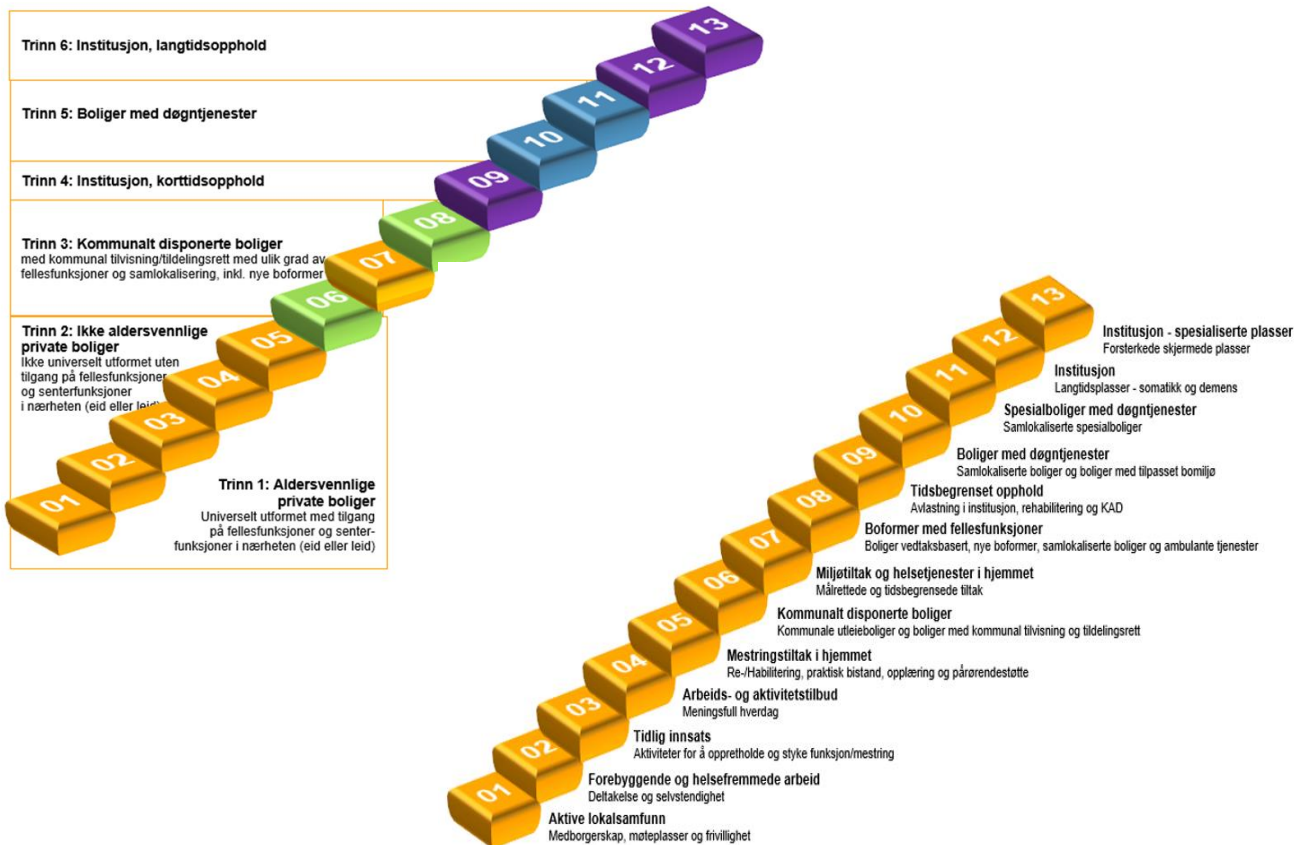 Trinn 6: Institusjon, langtidsopphold
Trinn 5: Boliger med døgntjenester
Trinn 4: Institusjon, korttidsopphold
Trinn 3: Kommunalt disponerte boliger
med kommunal tilvisning/tildelingsrett med ulik grad av
fellesfunksjoner og samlokalisering, inkl. nye boformer
Trinn 2: Ikke aldersvennlige
private boliger
Ikke universelt utformet uten
tilgang på fellesfunksjoner
og senterfunksjoner
i nærheten (eid eller leid)
Trinn 1: Aldersvennlige
private boliger
Universelt utformet med tilgang
på fellesfunksjoner og senter-
funksjoner i nærheten (eid eller leid)
13
12
11
10
09
08
07
06
05
04
03
02
01
13
Institusjon - spesialiserte plasser
Forsterkede skjermede plasser
12
Institusjon
Langtidsplasser - somatikk og demens
11
Spesialboliger med døgntjenester
Samlokaliserte spesialboliger
10
Boliger med døgntjenester
Samlokaliserte boliger og boliger med tilpasset bomiljø
09
Tidsbegrenset opphold
Avlastning i institusjon, rehabilitering og KAD
08
Boformer med fellesfunksjoner
Boliger vedtaksbasert, nye boformer, samlokaliserte boliger og ambulante tjenester
07
Miljøtiltak og helsetjenester i hjemmet
Målrettede og tidsbegrensede tiltak
06
Kommunalt disponerte boliger
Kommunale utleieboliger og boliger med kommunal tilvisning og tildelingsrett
05
Mestringstiltak i hjemmet
Re-/Habilitering, praktisk bistand, opplæring og pårørendestøtte
04
Arbeids- og aktivitetstilbud
Meningsfull hverdag
03
Tidlig innsats
Aktiviteter for å oppretholde og styke funksjon/mestring
02
Forebyggende og helsefremmede arbeid
Deltakelse og selvstendighet
01
Aktive lokalsamfunn
Medborgerskap, møteplasser og frivillighet